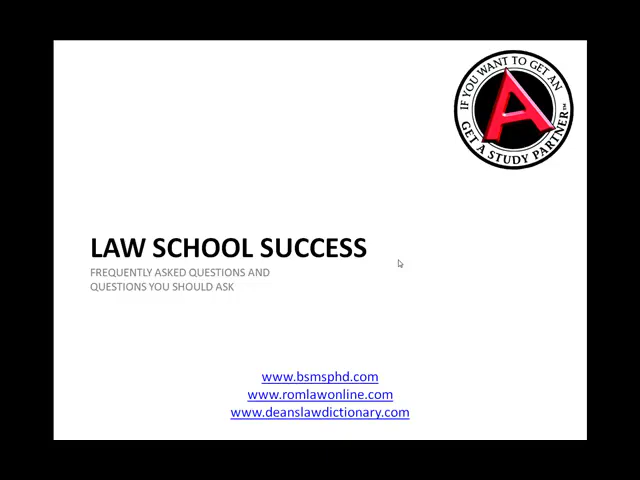 IF YOU WANT TO GET AN
A
GET A STUDY PARTNER™
LAW SCHOOL SUCCESS
FREQUENTLY ASKED QUESTIONS AND
QUESTIONS YOU SHOULD ASK
www.bsmsphd.com
www.romlawonline.com
www.deanslawdictionary.com